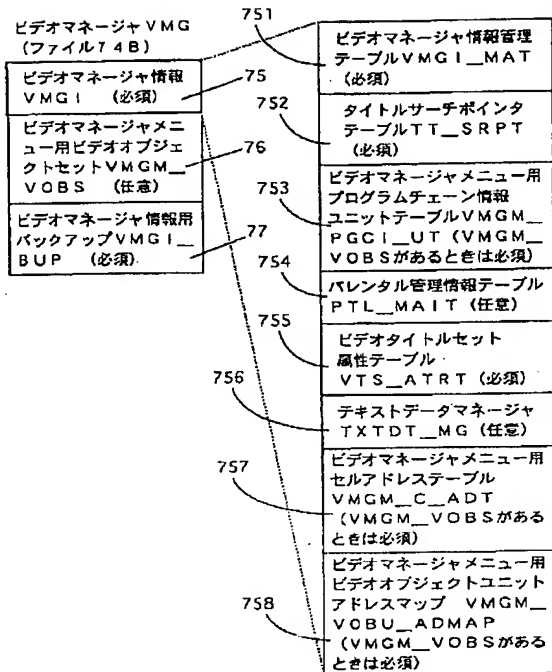 ビデオマネージャVMG
(ファイル74B)
ビデオマネージャ情報
VMGI (必須)
75
ビデオマネージャメニ
ュー用ビデオオブジェ
クトセットVMGM__
VOBS (任意)
76
ビデオマネージャ情報用
バックアップVMGI__
BUP (必須)
77
751
ビデオマネージャ情報管理
テーブルVMGI__MAT
(必須)
752
タイトルサーチポインタ
テーブルTT__SRPT
(必須)
753
ビデオマネージャメニュー用
プログラムチェーン情報
ユニットテーブルVMGM__
PGCI__UT (VMGM__
VOBSがあるときは必須)
754
パレンタル管理情報テーブル
PTL__MAIT (任意)
755
ビデオタイトルセット
属性テーブル
VTS__ATRT (必須)
756
テキストデータマネージャ
TXTDT__MG (任意)
757
ビデオマネージャメニュー用
セルアドレステーブル
VMGM__C__ADT
(VMGM__VOBSがある
ときは必須)
758
ビデオマネージャメニュー用
ビデオオブジェクトユニット
アドレスマップ VMGM__
VOBU__ADMAP
(VMGM__VOBSがある
ときは必須)